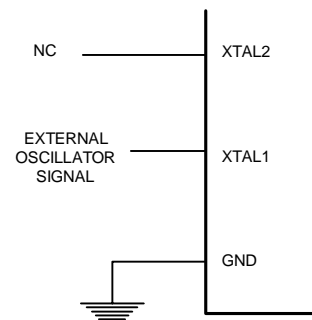 NC
XTAL2
EXTERNAL
OSCILLATOR
SIGNAL
XTAL1
GND